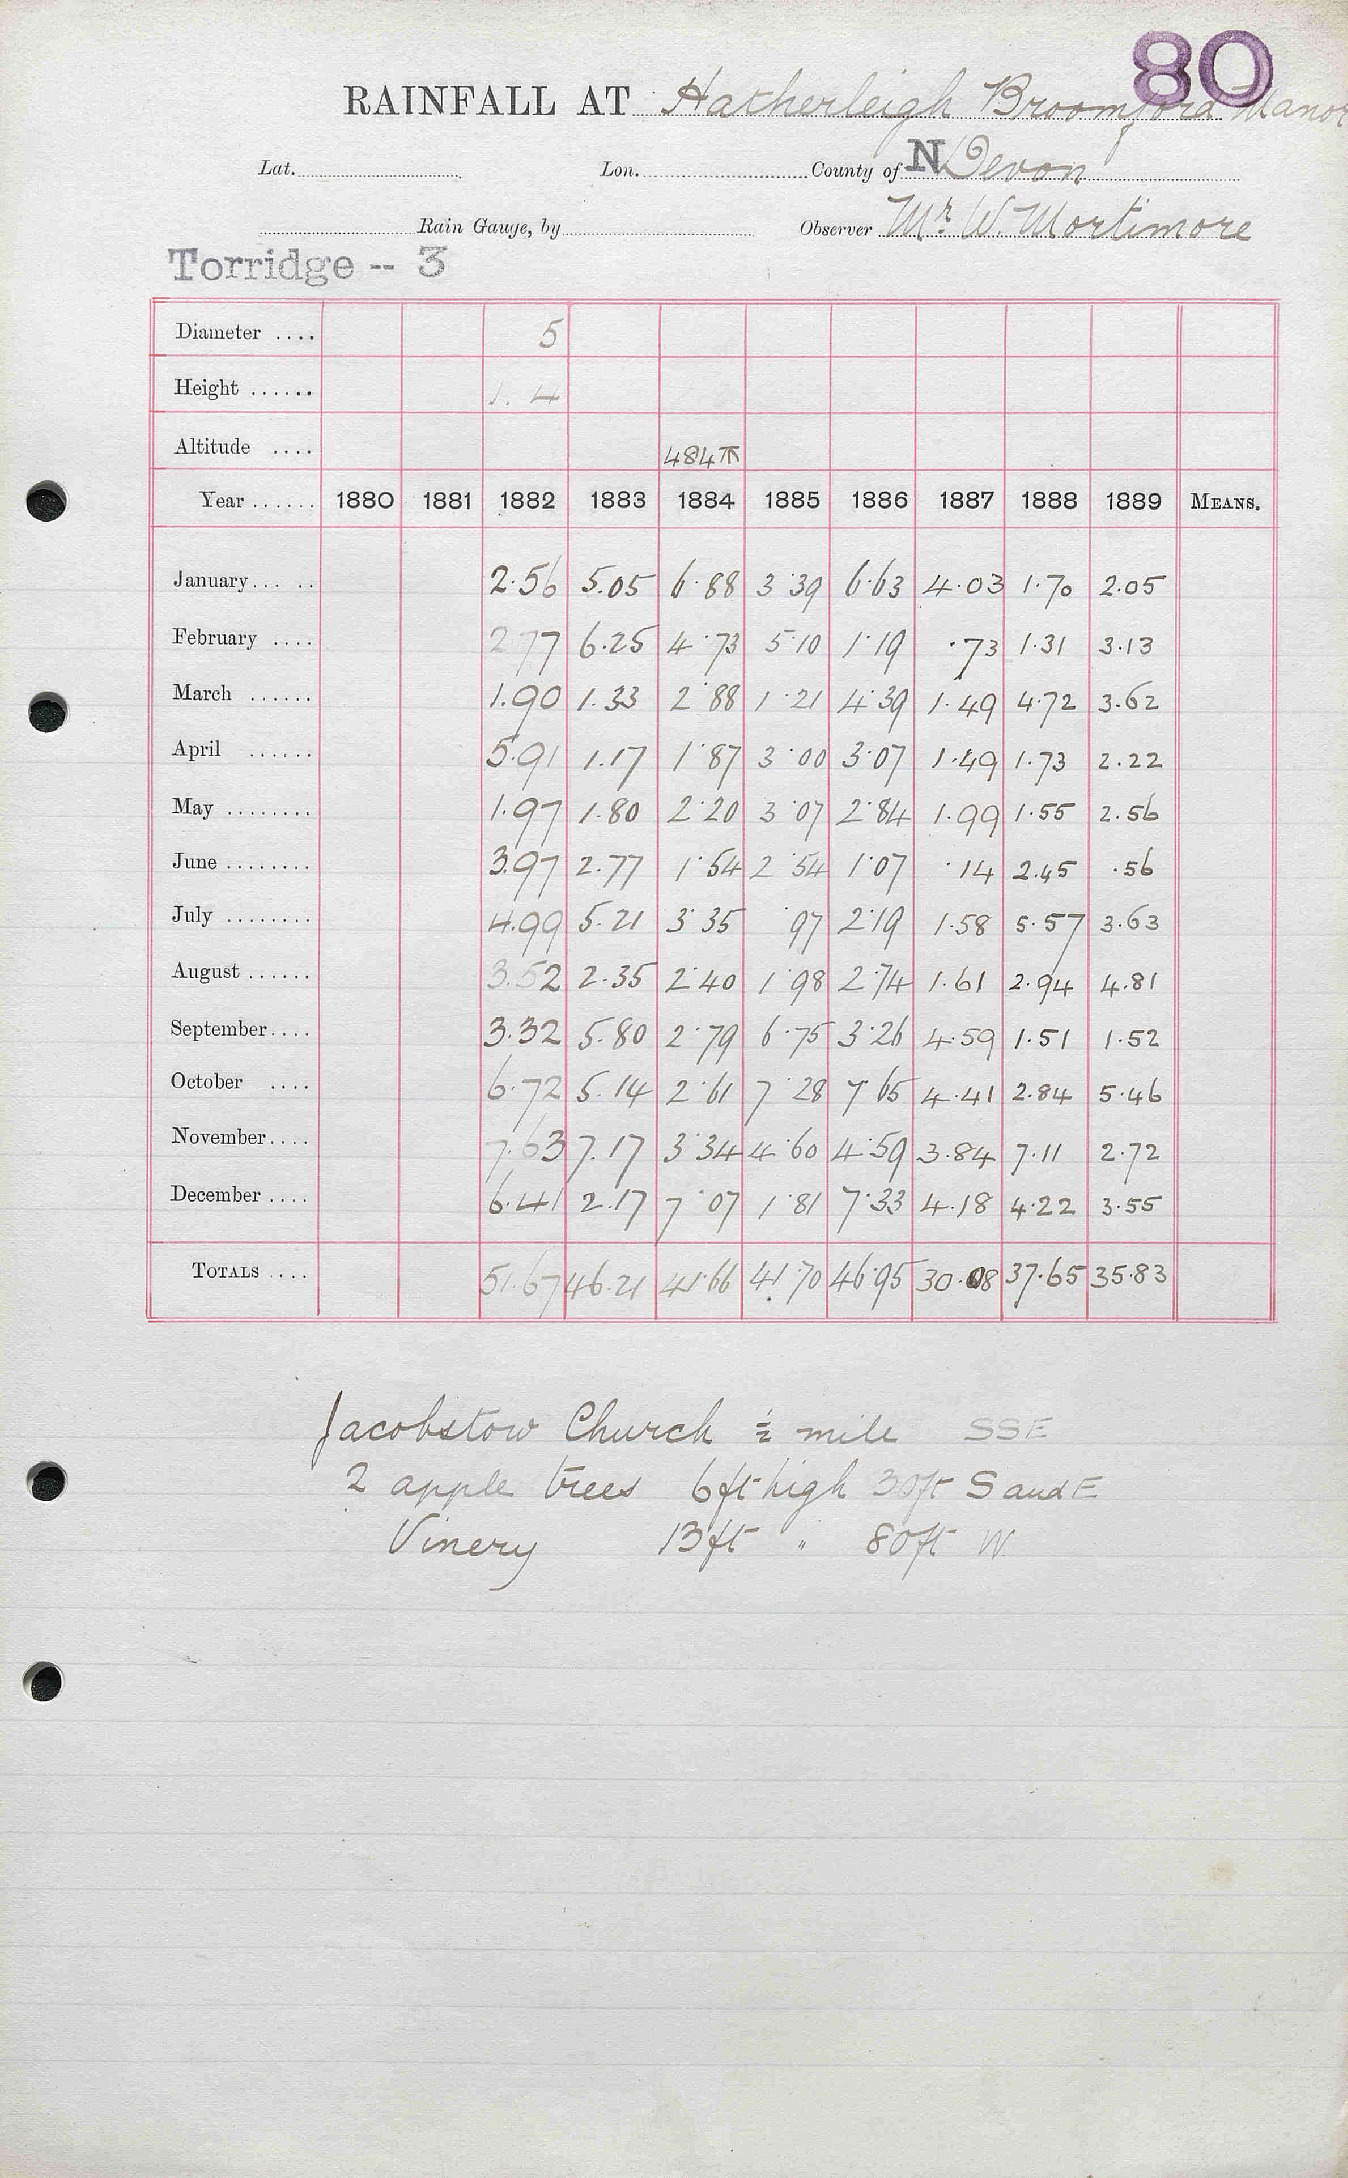 80
RAINFALL AT Hatherleigh Broomford Manor
Lat. Lon. County of N Devon
Rain Gauge, by Observer Mr. W. Mortimore
Torridge -- 3
Diameter .... 5
Height ...... 1. 4
Altitude .... 484
Year ...... 1880 1881 1882 1883 1884 1885 1886 1887 1888 1889 MEANS.
January... .. 2.56 5.05 6.88 3.39 6.63 4.03 1.70 2.05
February .... 2.77 6.25 4.73 5.10 1.19 .73 1.31 3.13
March ...... 1.90 1.33 2.88 1.21 4.39 1.49 4.72 3.62
April ...... 5.91 1.17 1.87 3.00 3.07 1.49 1.73 2.22
May ........ 1.97 1.80 2.20 3.07 2.84 1.99 1.55 2.56
June ........ 3.97 2.77 1.54 2.54 1.07 .14 2.45 .56
July ........ 4.99 5.21 3.35 .97 2.19 1.58 5.57 3.63
August ...... 3.52 2.35 2.40 1.98 2.74 1.61 2.94 4.81
September.... 3.32 5.80 2.79 6.75 3.26 4.59 1.51 1.52
October .... 6.72 5.14 2.61 7.28 7.65 4.41 2.84 5.46
November.... 7.63 7.17 3.34 4.60 4.59 3.84 7.11 2.72
December .... 6.41 2.17 7.07 1.81 7.33 4.18 4.22 3.55
TOTALS .... 51.67 46.21 41.66 41.70 46.95 30.08 37.65 35.83
Jacobstow Church ½ mile SSE
2 apple trees 6ft high 30ft S and E
Vinery 13ft " 80ft W